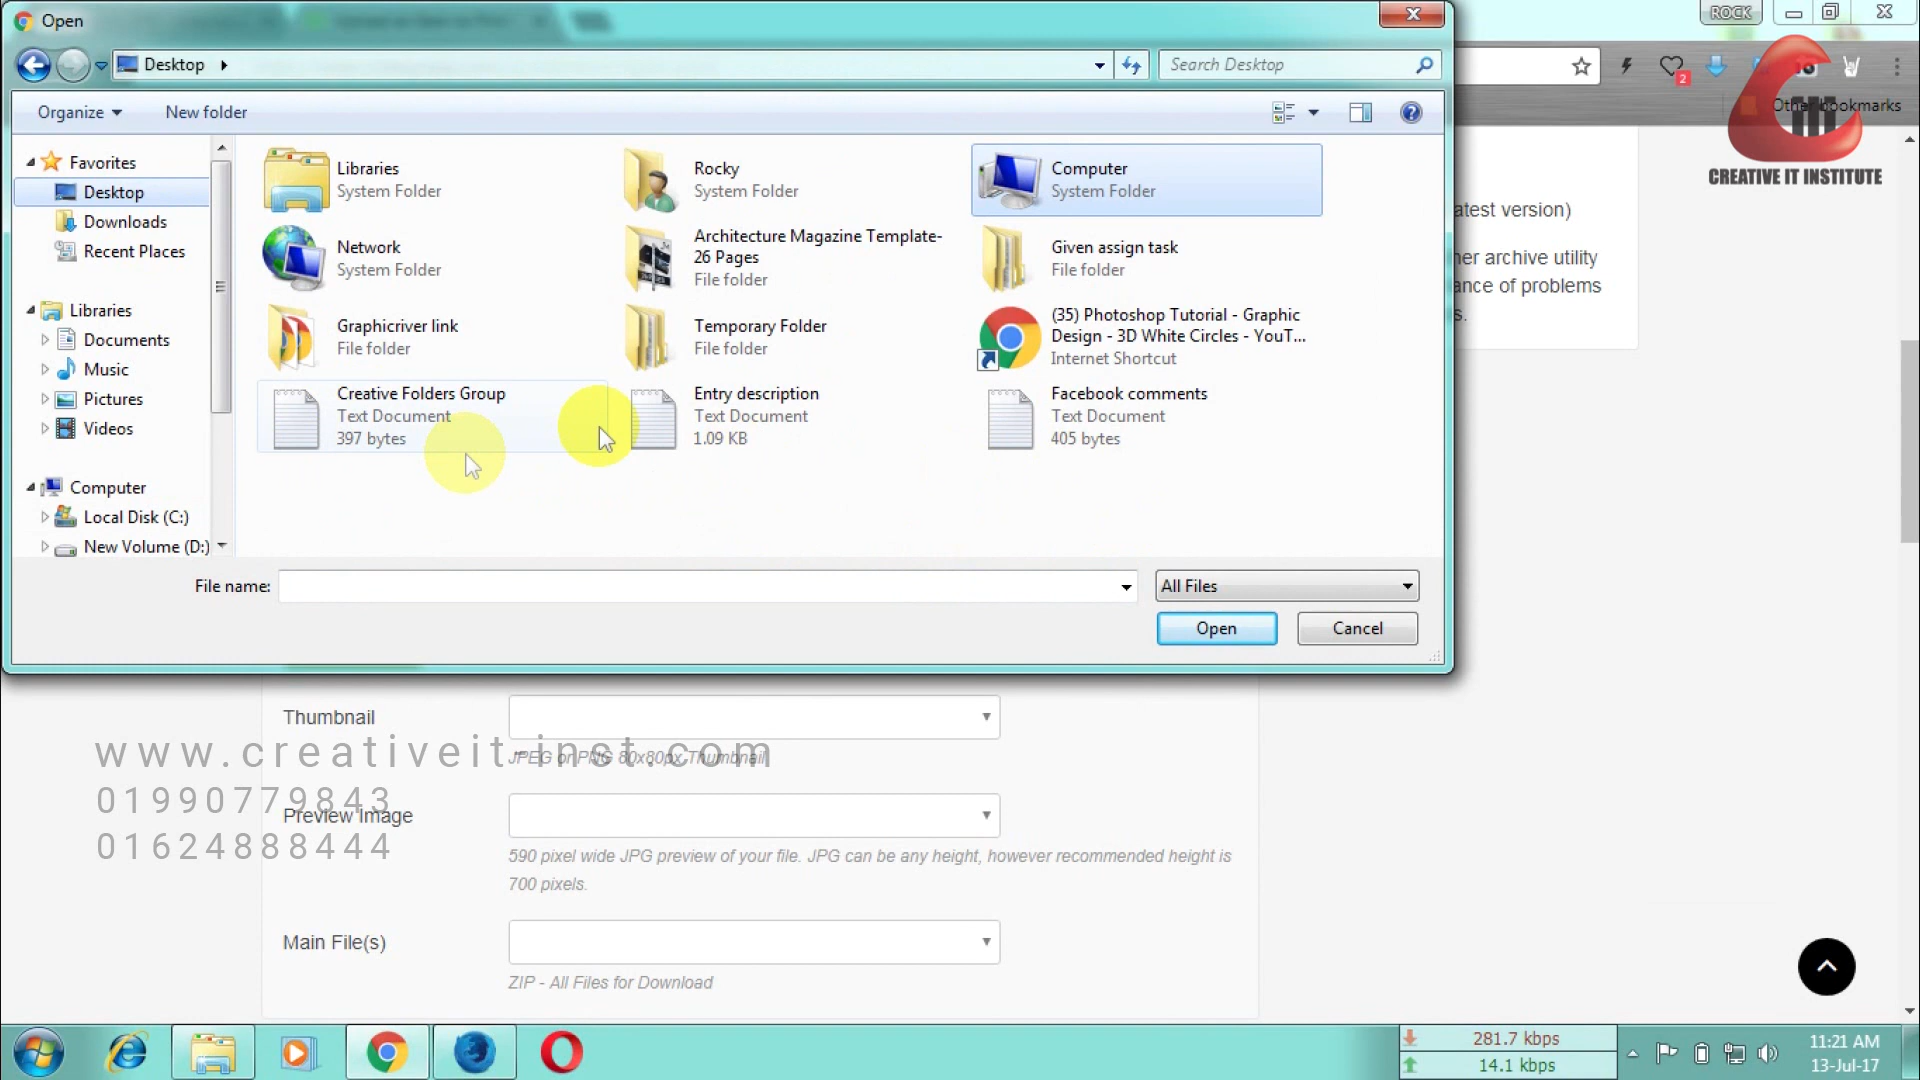 Open
ROCK
Desktop
Search Desktop
2
Organize
New folder
Other bookmarks
CREATIVE IT INSTITUTE
Favorites
Desktop
Downloads
Recent Places
Libraries
Documents
Music
Pictures
Videos
Computer
Local Disk (C:)
New Volume (D:)
Libraries
System Folder
Rocky
System Folder
Computer
System Folder
Network
System Folder
Architecture Magazine Template-
26 Pages
File folder
Given assign task
File folder
Graphicriver link
File folder
Temporary Folder
File folder
(35) Photoshop Tutorial - Graphic
Design - 3D White Circles - YouT...
Internet Shortcut
Creative Folders Group
Text Document
397 bytes
Entry description
Text Document
1.09 KB
Facebook comments
Text Document
405 bytes
atest version)
her archive utility
ance of problems
s.
File name:
All Files
Open
Cancel
Thumbnail
JPEG or PNG 80x80px Thumbnail
www.creativeit-inst.com
01990779843
01624888444
Preview Image
590 pixel wide JPG preview of your file. JPG can be any height, however recommended height is
700 pixels.
Main File(s)
ZIP - All Files for Download
281.7 kbps
14.1 kbps
11:21 AM
13-Jul-17